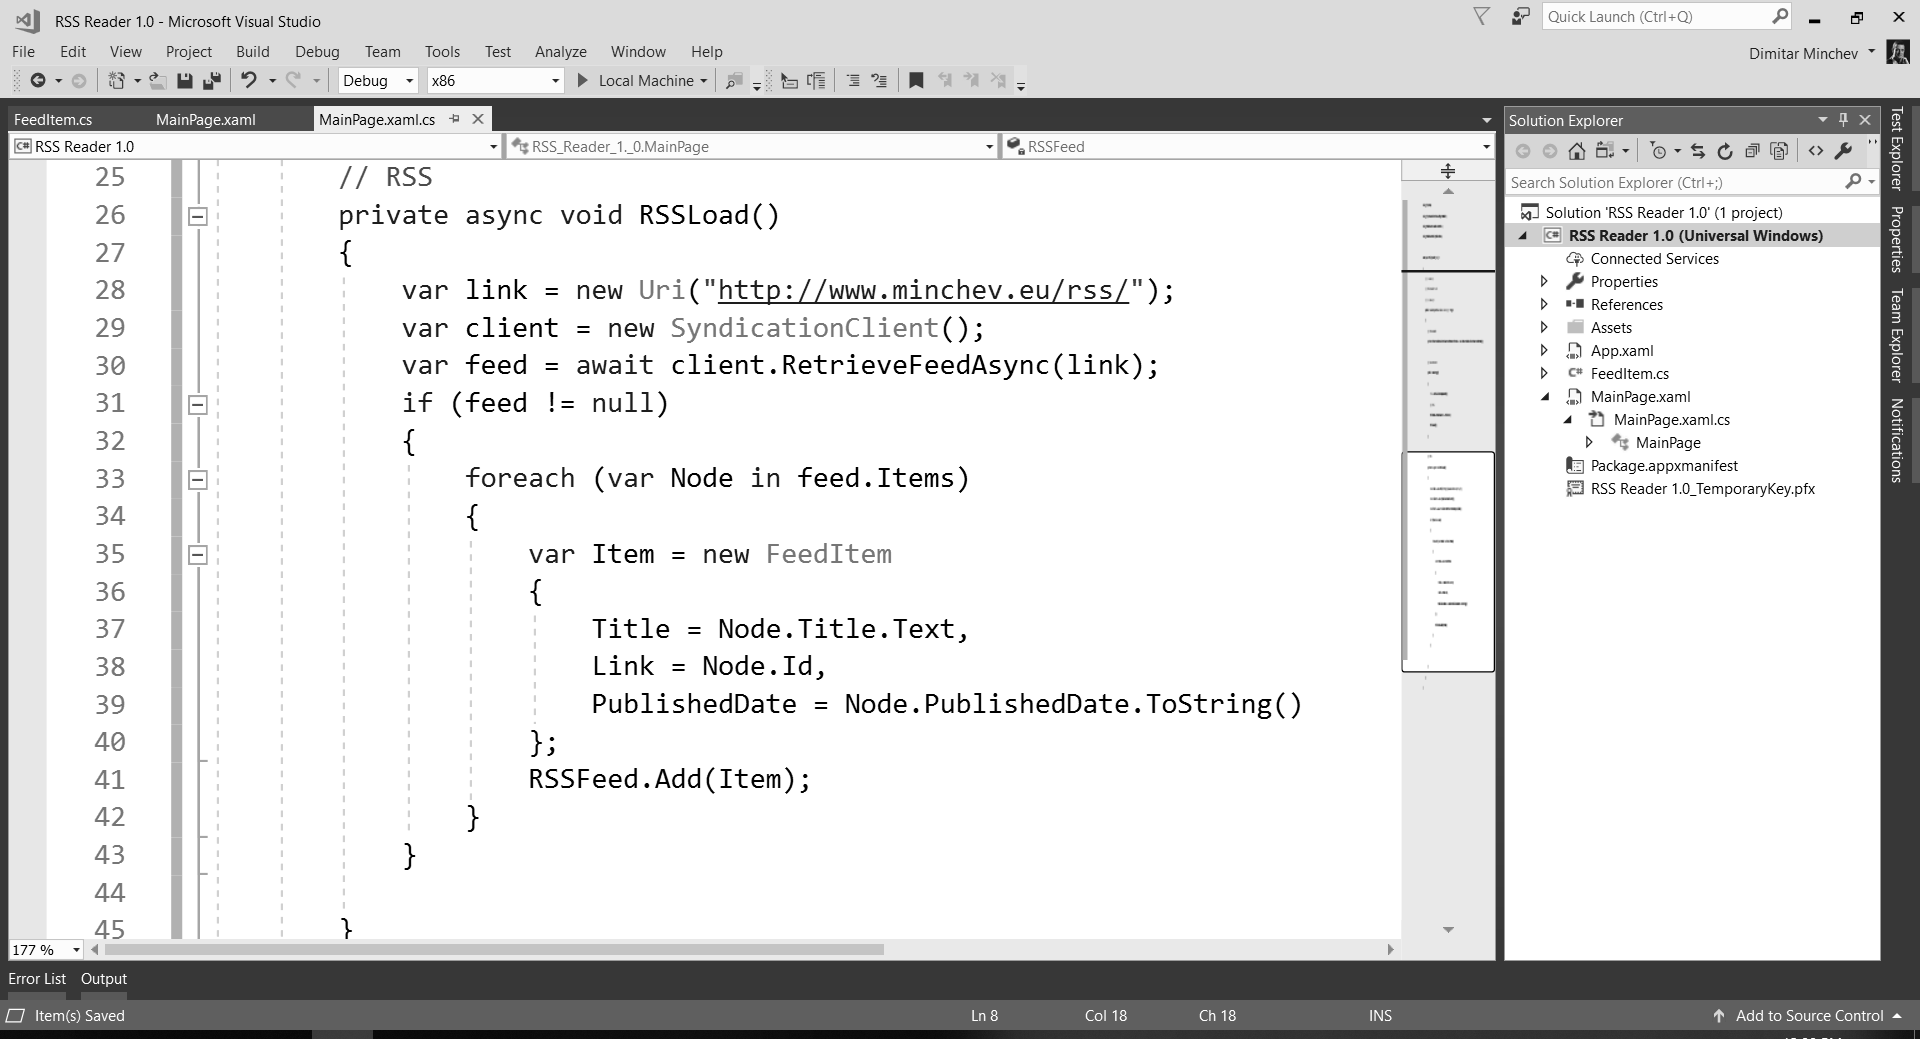 RSS Reader 1.0 - Microsoft Visual Studio
Quick Launch (Ctrl+Q)
File Edit View Project Build Debug Team Tools Test Analyze Window Help
Dimitar Minchev
Debug x86 Local Machine
FeedItem.cs MainPage.xaml MainPage.xaml.cs
C# RSS Reader 1.0 RSS_Reader_1._0.MainPage RSSFeed
25 // RSS
26 private async void RSSLoad()
27 {
28 var link = new Uri("http://www.minchev.eu/rss/");
29 var client = new SyndicationClient();
30 var feed = await client.RetrieveFeedAsync(link);
31 if (feed != null)
32 {
33 foreach (var Node in feed.Items)
34 {
35 var Item = new FeedItem
36 {
37 Title = Node.Title.Text,
38 Link = Node.Id,
39 PublishedDate = Node.PublishedDate.ToString()
40 };
41 RSSFeed.Add(Item);
42 }
43 }
44
45 }
177 %
Solution Explorer
Search Solution Explorer (Ctrl+;)
Solution 'RSS Reader 1.0' (1 project)
C# RSS Reader 1.0 (Universal Windows)
Connected Services
Properties
References
Assets
App.xaml
C# FeedItem.cs
MainPage.xaml
MainPage.xaml.cs
MainPage
Package.appxmanifest
RSS Reader 1.0_TemporaryKey.pfx
Test Explorer
Properties
Team Explorer
Notifications
Error List Output
Item(s) Saved Ln 8 Col 18 Ch 18 INS Add to Source Control